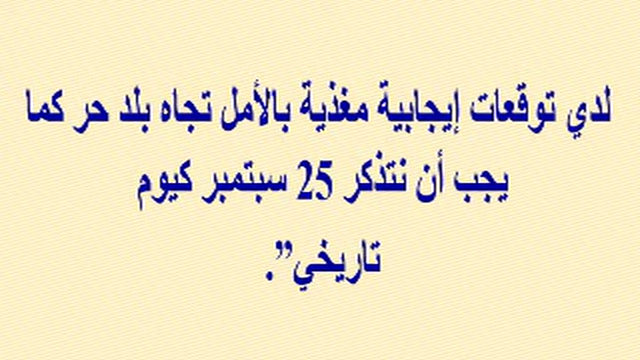 لدي توقعات إيجابية مغذية بالأمل تجاه بلد حر كما
يجب أن نتذكر 25 سبتمبر كيوم
تاريخي”.